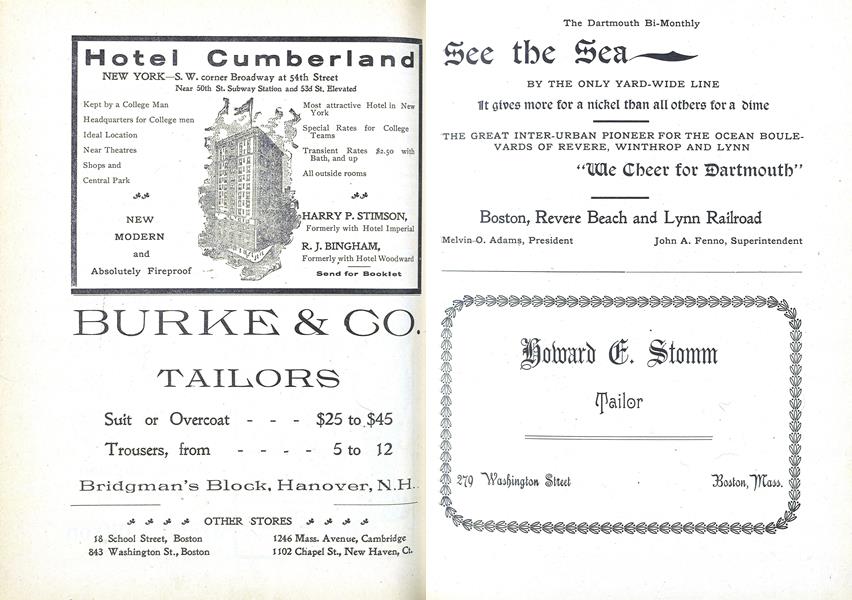 Hotel Cumberland
NEW YORK—S. W. corner Broadway at 54th Street
Near 50th St. Subway Station and 53d St. Elevated
Kept by a College Man
Headquarters for College men
Ideal Location
Near Theatres
Shops and
Central Park
NEW
MODERN
and
Absolutely Fireproof
Most attractive Hotel in New
York
Special Rates for College
Teams
Transient Rates $2.50 with
Bath, and up
All outside rooms
HARRY P. STIMSON,
Formerly with Hotel Imperial
R. J. BINGHAM,
Formerly with Hotel Woodward
Send for Booklet
BURKE & CO.
TAILORS
Suit or Overcoat - - - $25 to $45
Trousers, from - - - - 5 to 12
Bridgman's Block, Hanover, N.H.
OTHER STORES
18 School Street, Boston 1246 Mass. Avenue, Cambridge
843 Washington St., Boston 1102 Chapel St., New Haven, Ct.
The Dartmouth Bi-Monthly
See the Sea
BY THE ONLY YARD-WIDE LINE
It gives more for a nickel than all others for a dime
THE GREAT INTER-URBAN PIONEER FOR THE OCEAN BOULE-
VARDS OF REVERE, WINTHROP AND LYNN
"We Cheer for Dartmouth"
Boston, Revere Beach and Lynn Railroad
Melvin O. Adams, President John A. Fenno, Superintendent
Howard E. Stomm
Tailor
279 Washington Street Boston, Mass.